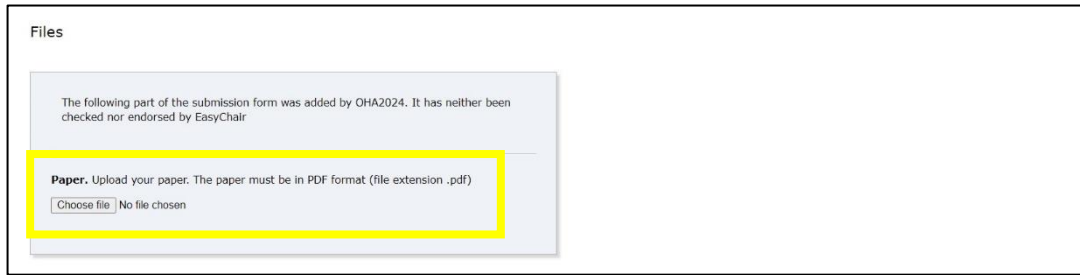 Files
The following part of the submission form was added by OHA2024. It has neither been
checked nor endorsed by EasyChair
Paper. Upload your paper. The paper must be in PDF format (file extension .pdf)
Choose file No file chosen